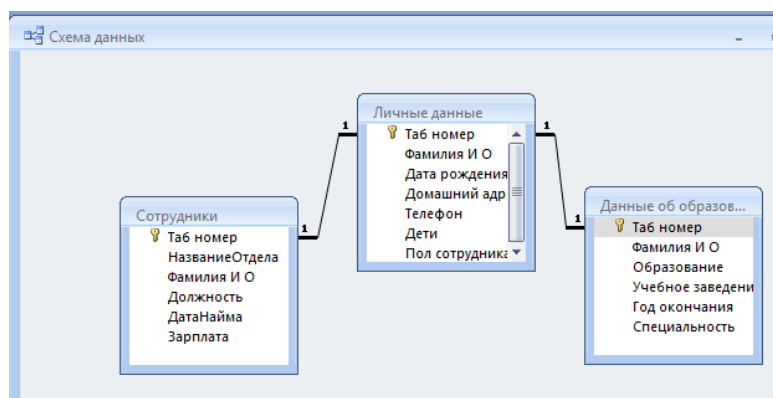 Схема данных
Личные данные
Таб номер
Фамилия И О
Дата рождения
Домашний адр
Телефон
Дети
Пол сотрудника
1
1
Сотрудники
Таб номер
НазваниеОтдела
Фамилия И О
Должность
ДатаНайма
Зарплата
1
Данные об образов...
Таб номер
Фамилия И О
Образование
Учебное заведени
Год окончания
Специальность
1